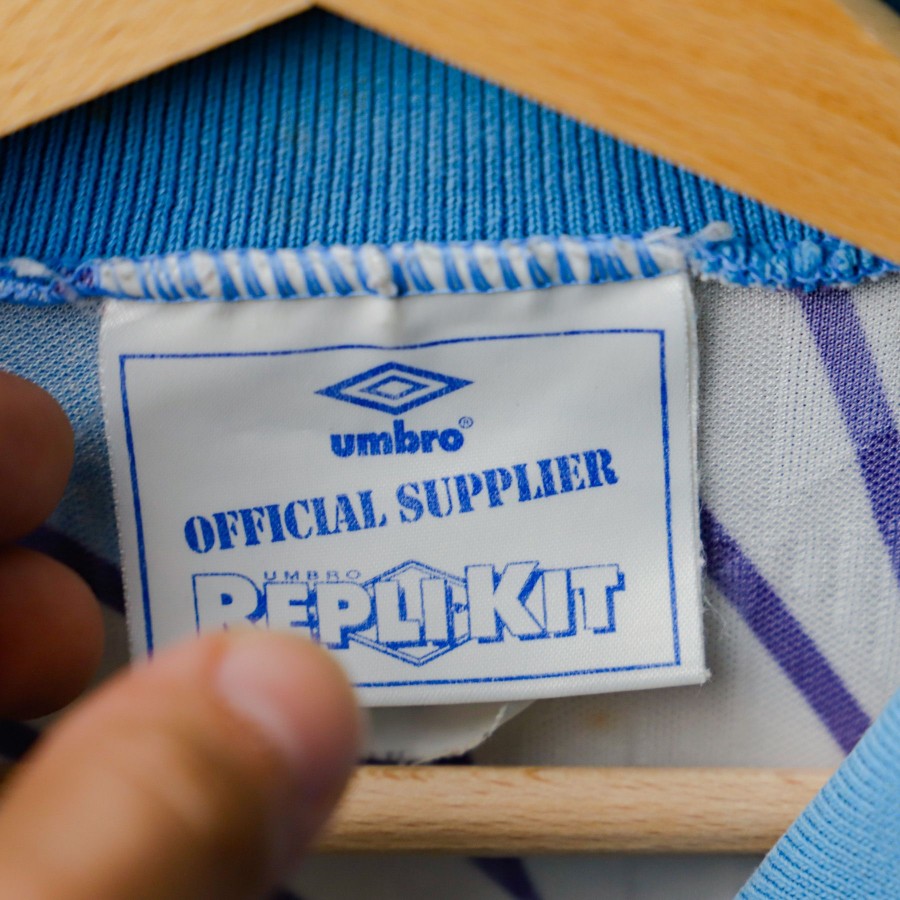 umbro®
OFFICIAL SUPPLIER
UMBRO
REPLI-KIT